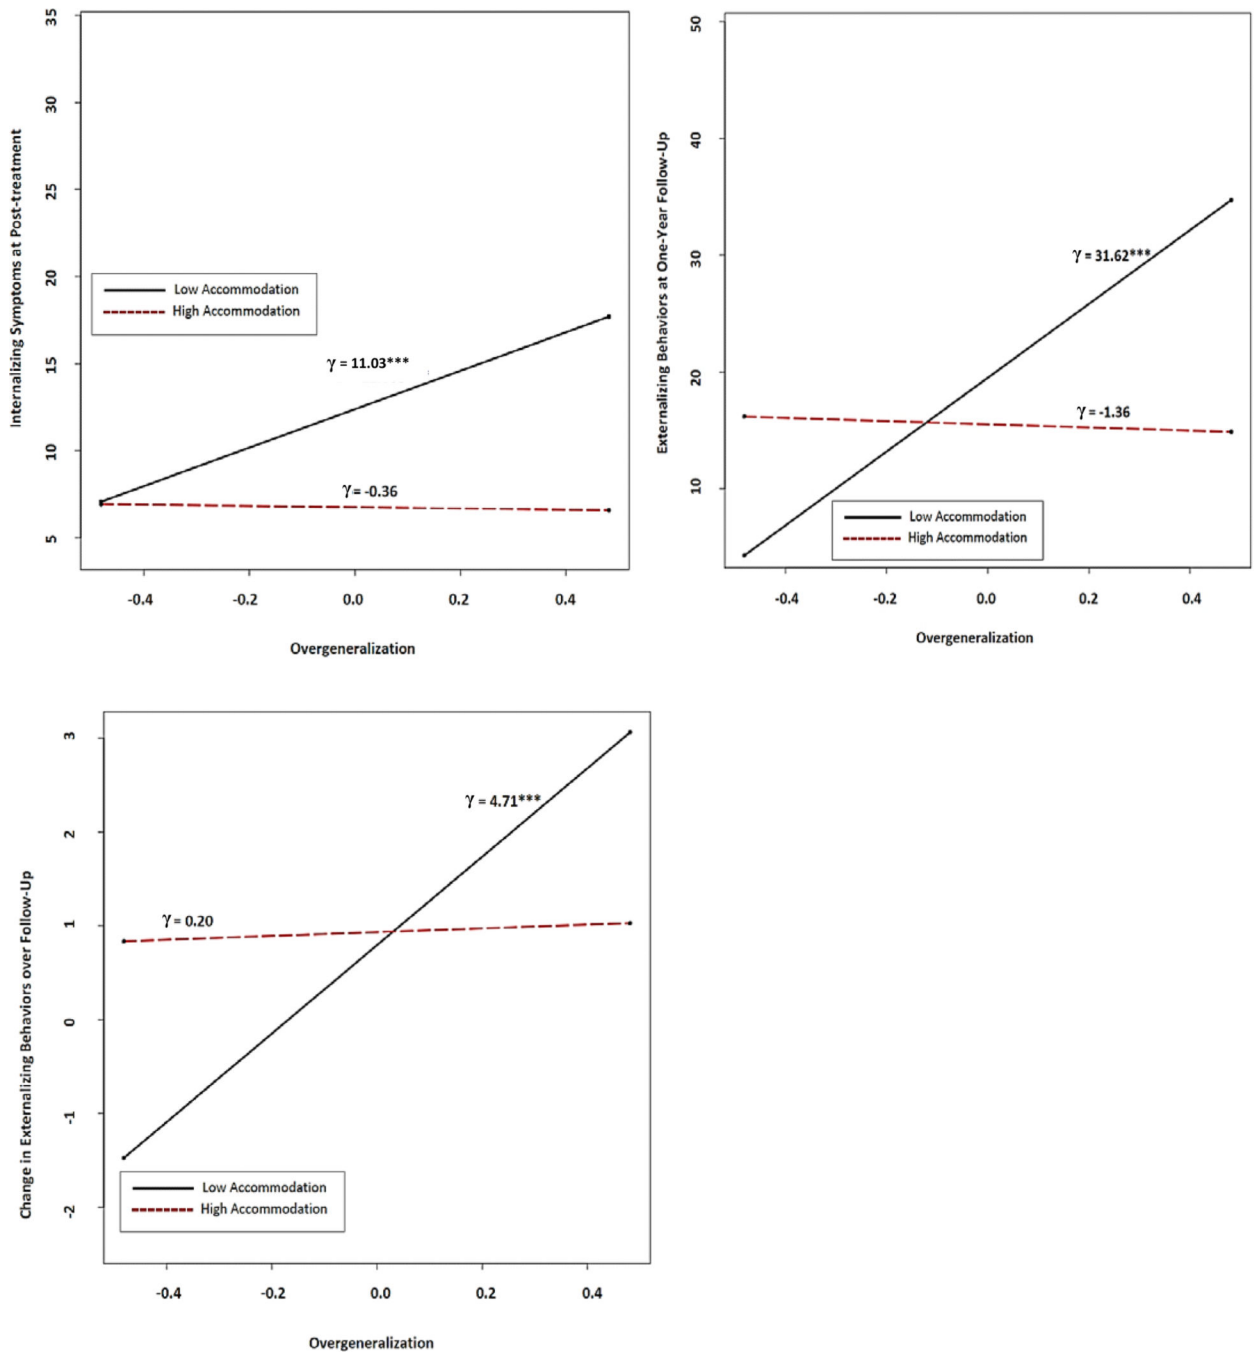 Internalizing Symptoms at Post-treatment
35
30
25
20
15
10
5
Low Accommodation
High Accommodation
γ = 11.03***
γ = -0.36
-0.4 -0.2 0.0 0.2 0.4
Overgeneralization
Externalizing Behaviors at One-Year Follow-Up
50
40
30
20
10
γ = 31.62***
γ = -1.36
Low Accommodation
High Accommodation
-0.4 -0.2 0.0 0.2 0.4
Overgeneralization
Change in Externalizing Behaviors over Follow-Up
3
2
1
0
-1
-2
γ = 4.71***
γ = 0.20
Low Accommodation
High Accommodation
-0.4 -0.2 0.0 0.2 0.4
Overgeneralization